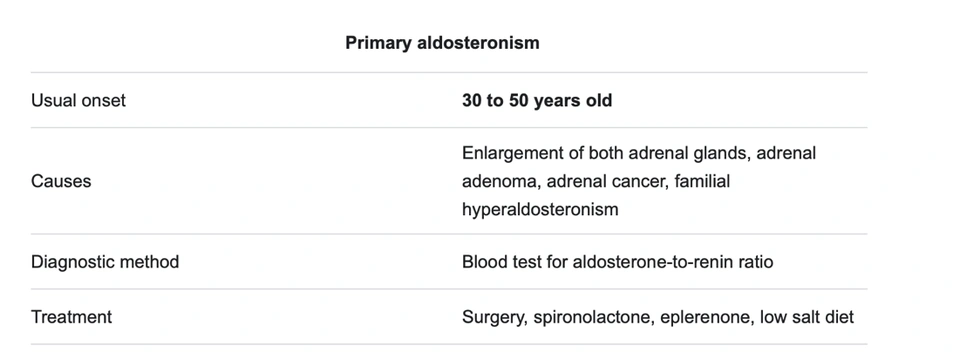 Primary aldosteronism
Usual onset
30 to 50 years old
Causes
Enlargement of both adrenal glands, adrenal
adenoma, adrenal cancer, familial
hyperaldosteronism
Diagnostic method
Blood test for aldosterone-to-renin ratio
Treatment
Surgery, spironolactone, eplerenone, low salt diet